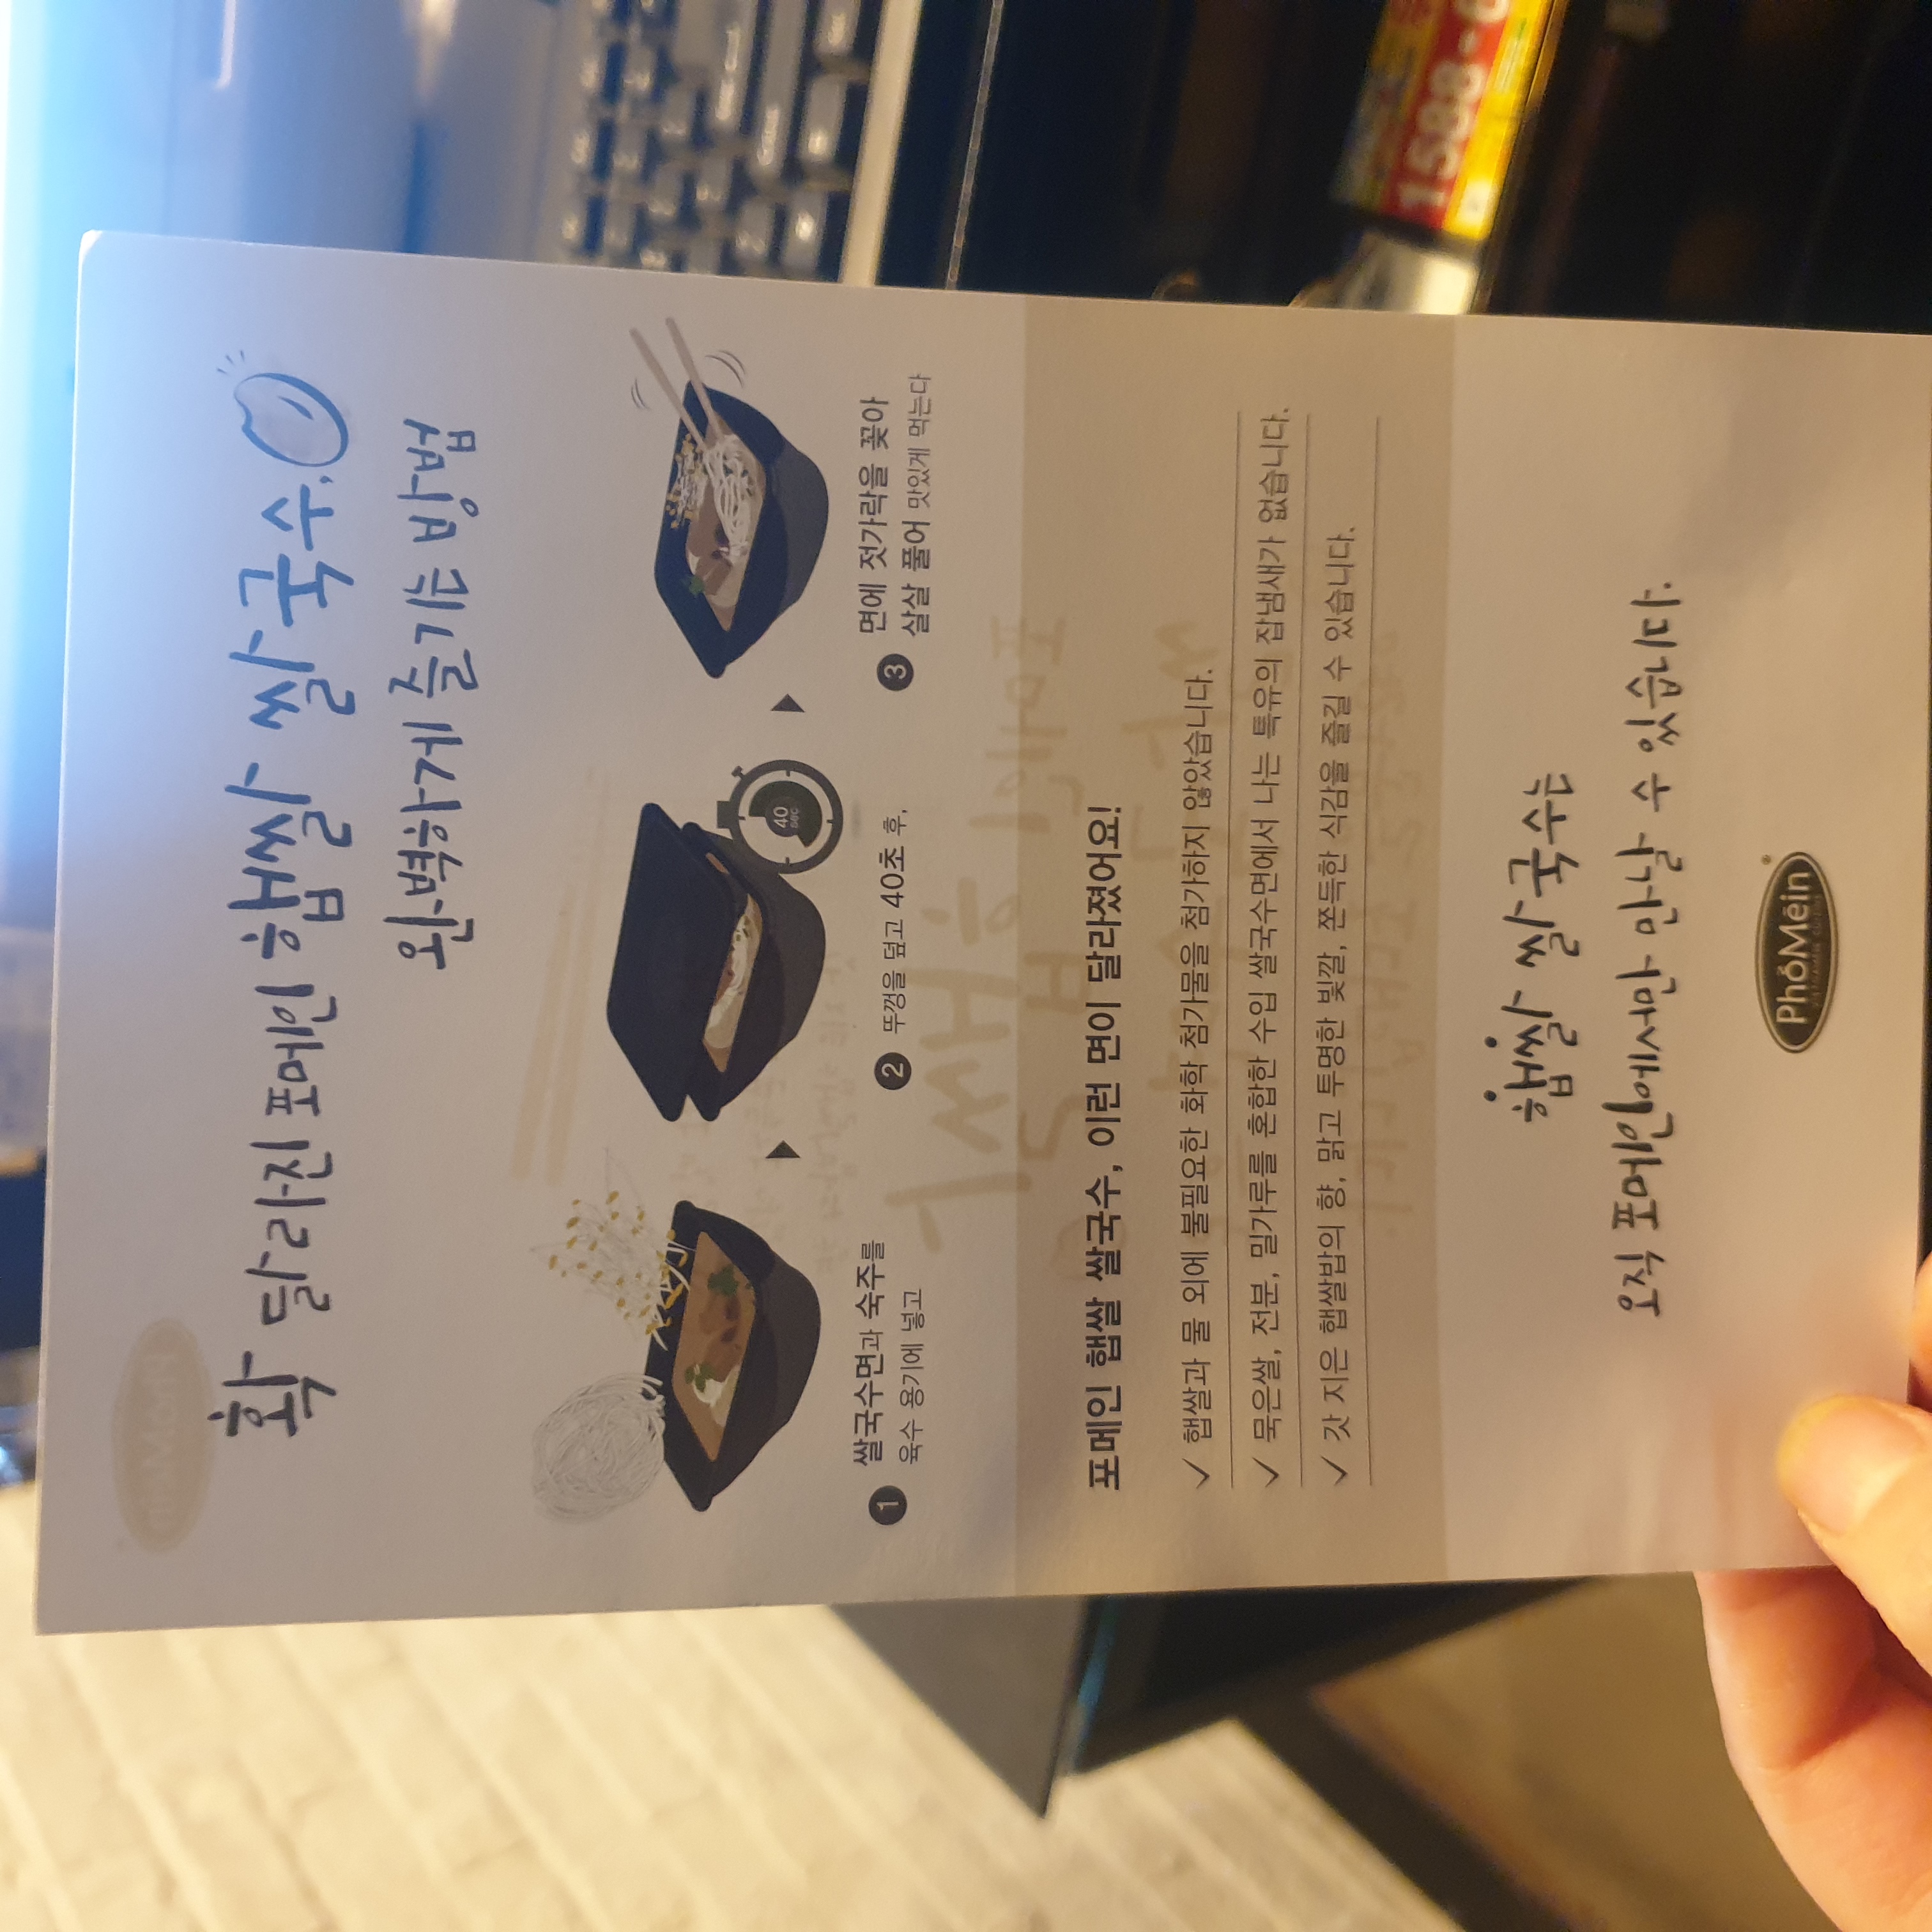 확 달라진 포메인 햅쌀 쌀국수,
완벽하게 즐기는 방법
40
sec
1 쌀국수면과 숙주를
육수 용기에 넣고
2 뚜껑을 덮고 40초 후,
3 면에 젓가락을 꽂아
살살 풀어 맛있게 먹는다
포메인 햅쌀 쌀국수, 이런 면이 달라졌어요!
✓ 햅쌀과 물 외에 불필요한 화학 첨가물을 첨가하지 않았습니다.
✓ 묵은쌀, 전분, 밀가루를 혼합한 수입 쌀국수면에서 나는 특유의 잡냄새가 없습니다.
✓ 갓 지은 햅쌀밥의 향, 맑고 투명한 빛깔, 쫀득한 식감을 즐길 수 있습니다.
햅쌀 쌀국수는
오직 포메인에서만 만날 수 있습니다.
PhởMēin®
VIETNAMESE CUISINE
1588-